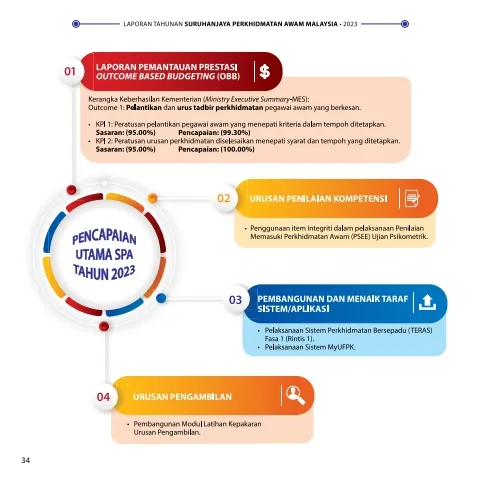 LAPORAN TAHUNAN SURUHANJAYA PERKHIDMATAN AWAM MALAYSIA • 2023
01
LAPORAN PEMANTAUAN PRESTASI
OUTCOME BASED BUDGETING (OBB)
Kerangka Keberhasilan Kementerian (Ministry Executive Summary-MES):
Outcome 1: Pelantikan dan urus tadbir perkhidmatan pegawai awam yang berkesan.
• KPI 1: Peratusan pelantikan pegawai awam yang menepati kriteria dalam tempoh ditetapkan.
Sasaran: (95.00%) Pencapaian: (99.30%)
• KPI 2: Peratusan urusan perkhidmatan diselesaikan menepati syarat dan tempoh yang ditetapkan.
Sasaran: (95.00%) Pencapaian: (100.00%)
02
URUSAN PENILAIAN KOMPETENSI
• Penggunaan item integriti dalam pelaksanaan Penilaian
Memasuki Perkhidmatan Awam (PSEE) Ujian Psikometrik.
PENCAPAIAN
UTAMA SPA
TAHUN 2023
03
PEMBANGUNAN DAN MENAIK TARAF
SISTEM/APLIKASI
• Pelaksanaan Sistem Perkhidmatan Bersepadu (TERAS)
Fasa 1 (Rintis 1).
• Pelaksanaan Sistem MyUFPK.
04
URUSAN PENGAMBILAN
• Pembangunan Modul Latihan Kepakaran
Urusan Pengambilan.
34